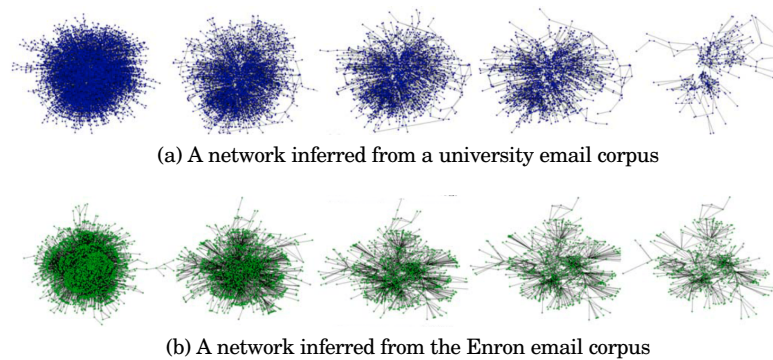 (a) A network inferred from a university email corpus
(b) A network inferred from the Enron email corpus